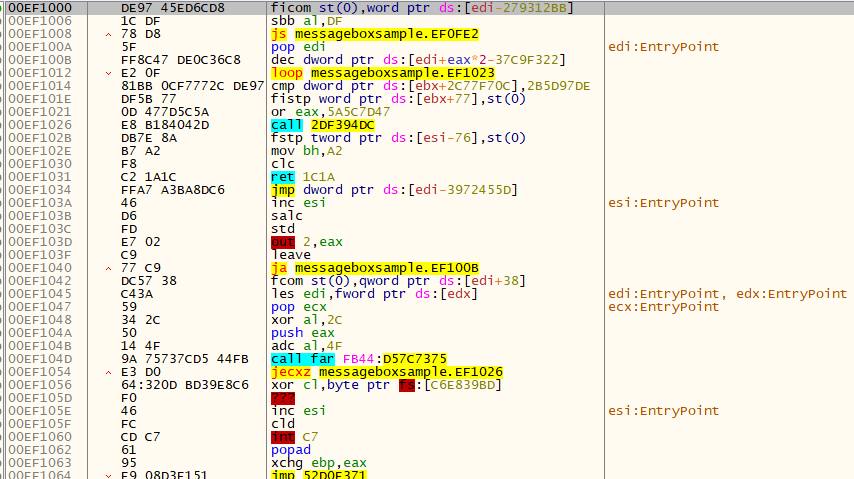 00EF1000 DE97 45ED6CD8 ficom st(0),word ptr ds:[edi-279312BB]
00EF1006 1C DF sbb al,DF
00EF1008 78 D8 js messageboxsample.EF0FE2
00EF100A 5F pop edi edi:EntryPoint
00EF100B FF8C47 DE0C36C8 dec dword ptr ds:[edi+eax*2-37C9F322]
00EF1012 E2 0F loop messageboxsample.EF1023
00EF1014 81BB 0CF7772C DE97 cmp dword ptr ds:[ebx+2C77F70C],2B5D97DE
00EF101E DF5B 77 fistp word ptr ds:[ebx+77],st(0)
00EF1021 0D 477D5C5A or eax,5A5C7D47
00EF1026 E8 B184042D call 2DF394DC
00EF102B DB7E 8A fstp tword ptr ds:[esi-76],st(0)
00EF102E B7 A2 mov bh,A2
00EF1030 F8 clc
00EF1031 C2 1A1C ret 1C1A
00EF1034 FFA7 A3BA8DC6 jmp dword ptr ds:[edi-3972455D]
00EF103A 46 inc esi esi:EntryPoint
00EF103B D6 salc
00EF103C FD std
00EF103D E7 02 out 2,eax
00EF103F C9 leave
00EF1040 77 C9 ja messageboxsample.EF100B
00EF1042 DC57 38 fcom st(0),qword ptr ds:[edi+38]
00EF1045 C43A les edi,fword ptr ds:[edx] edi:EntryPoint, edx:EntryPoint
00EF1047 59 pop ecx ecx:EntryPoint
00EF1048 34 2C xor al,2C
00EF104A 50 push eax
00EF104B 14 4F adc al,4F
00EF104D 9A 75737CD5 44FB call far FB44:D57C7375
00EF1054 E3 D0 jecxz messageboxsample.EF1026
00EF1056 64:320D BD39E8C6 xor cl,byte ptr fs:[C6E839BD]
00EF105D F0 ???
00EF105E 46 inc esi esi:EntryPoint
00EF105F FC cld
00EF1060 CD C7 int C7
00EF1062 61 popad
00EF1063 95 xchg ebp,eax
00EF1064 E9 08D3F151 jmp 52D0E371